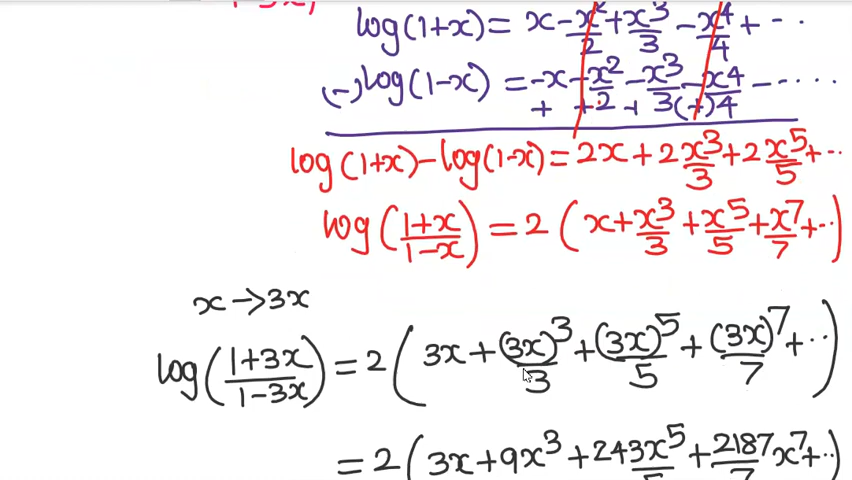 log(1+x) = x - x²/2 + x³/3 - x⁴/4 + - ..
(-) log(1-x) = -x - x²/2 - x³/3 - x⁴/4 - .....
+ + + (+)
log(1+x) - log(1-x) = 2x + 2x³/3 + 2x⁵/5 + ..
log((1+x)/(1-x)) = 2(x + x³/3 + x⁵/5 + x⁷/7 + ..)
x → 3x
log((1+3x)/(1-3x)) = 2(3x + (3x)³/3 + (3x)⁵/5 + (3x)⁷/7 + ..)
= 2(3x + 9x³ + 243x⁵/5 + 2187/7 x⁷ + ..)